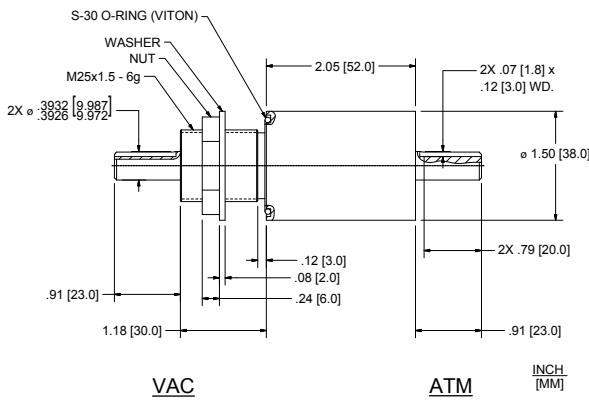 S-30 O-RING (VITON)
WASHER
NUT
M25x1.5 - 6g
2X ø .3932 [9.987]
.3926 9.972
2.05 [52.0]
2X .07 [1.8] x
.12 [3.0] WD.
ø 1.50 [38.0]
2X .79 [20.0]
.12 [3.0]
.08 [2.0]
.24 [6.0]
.91 [23.0]
1.18 [30.0]
.91 [23.0]
VAC
ATM
INCH
[MM]